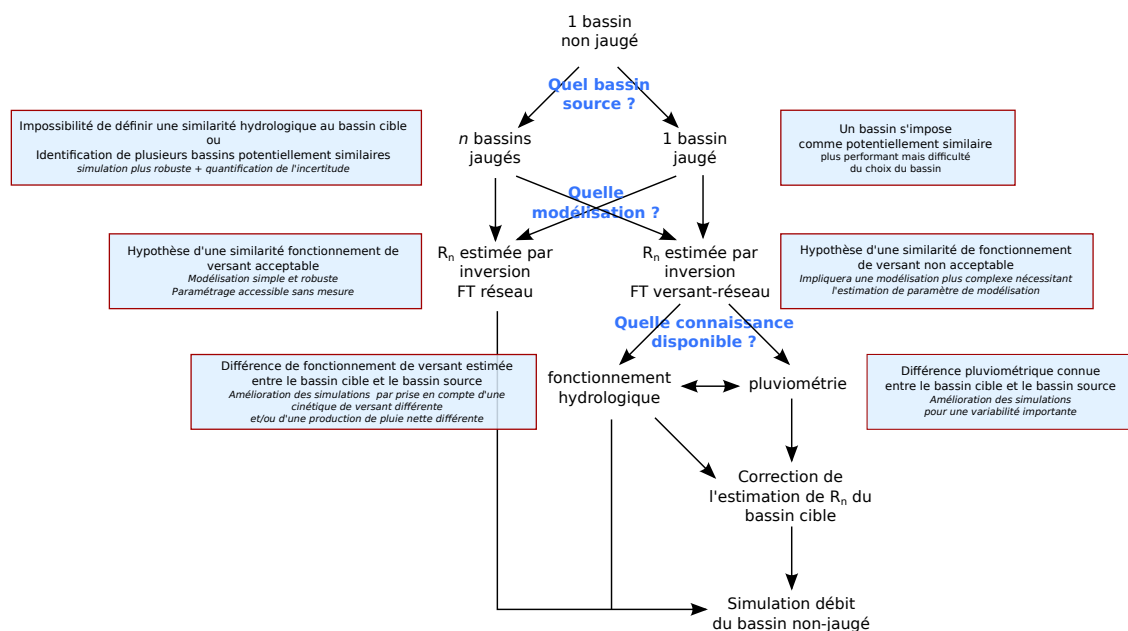 1 bassin
non jaugé
Quel bassin
source ?
Impossibilité de définir une similarité hydrologique au bassin cible
ou
Identification de plusieurs bassins potentiellement similaires
simulation plus robuste + quantification de l'incertitude
n bassins
jaugés
1 bassin
jaugé
Un bassin s'impose
comme potentiellement similaire
plus performant mais difficulté
du choix du bassin
Quelle
modélisation ?
Hypothèse d'une similarité fonctionnement de
versant acceptable
Modélisation simple et robuste
Paramétrage accessible sans mesure
Rn estimée par
inversion
FT réseau
Rn estimée par
inversion
FT versant-réseau
Hypothèse d'une similarité de fonctionnement
de versant non acceptable
Impliquera une modélisation plus complexe nécessitant
l'estimation de paramètre de modélisation
Quelle connaissance
disponible ?
Différence de fonctionnement de versant estimée
entre le bassin cible et le bassin source
Amélioration des simulations par prise en compte d'une
cinétique de versant différente
et/ou d'une production de pluie nette différente
fonctionnement
hydrologique
pluviométrie
Différence pluviométrique connue
entre le bassin cible et le bassin source
Amélioration des simulations
pour une variabilité importante
Correction de
l'estimation de Rn du
bassin cible
Simulation débit
du bassin non-jaugé